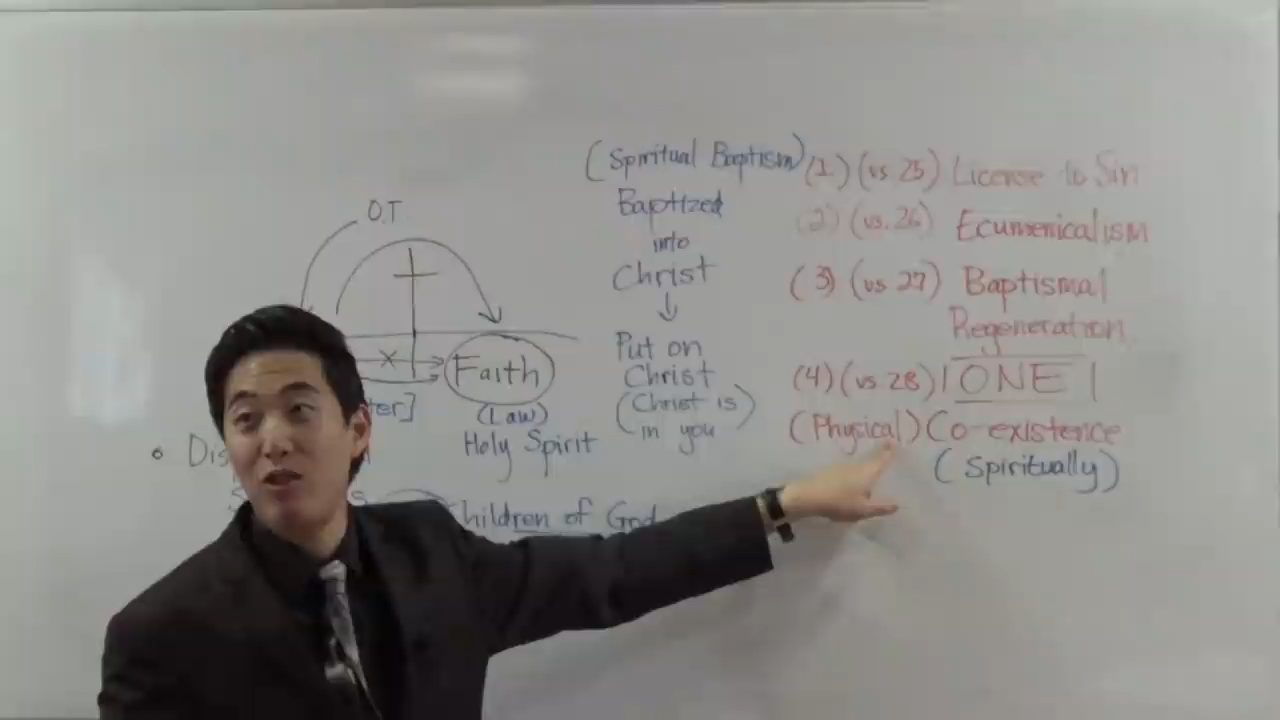 O.T
X
Faith
(Law)
Holy Spirit
Children of God
(Spiritual Baptism)
Baptized
into
Christ
↓
Put on
Christ
(Christ is
in you)
(1) (vs. 25) License to Sin
(2) (vs. 26) Ecumenicalism
(3) (vs 27) Baptismal
Regeneration
(4) (vs. 28) ONE
(Physical) Co-existence
(Spiritually)